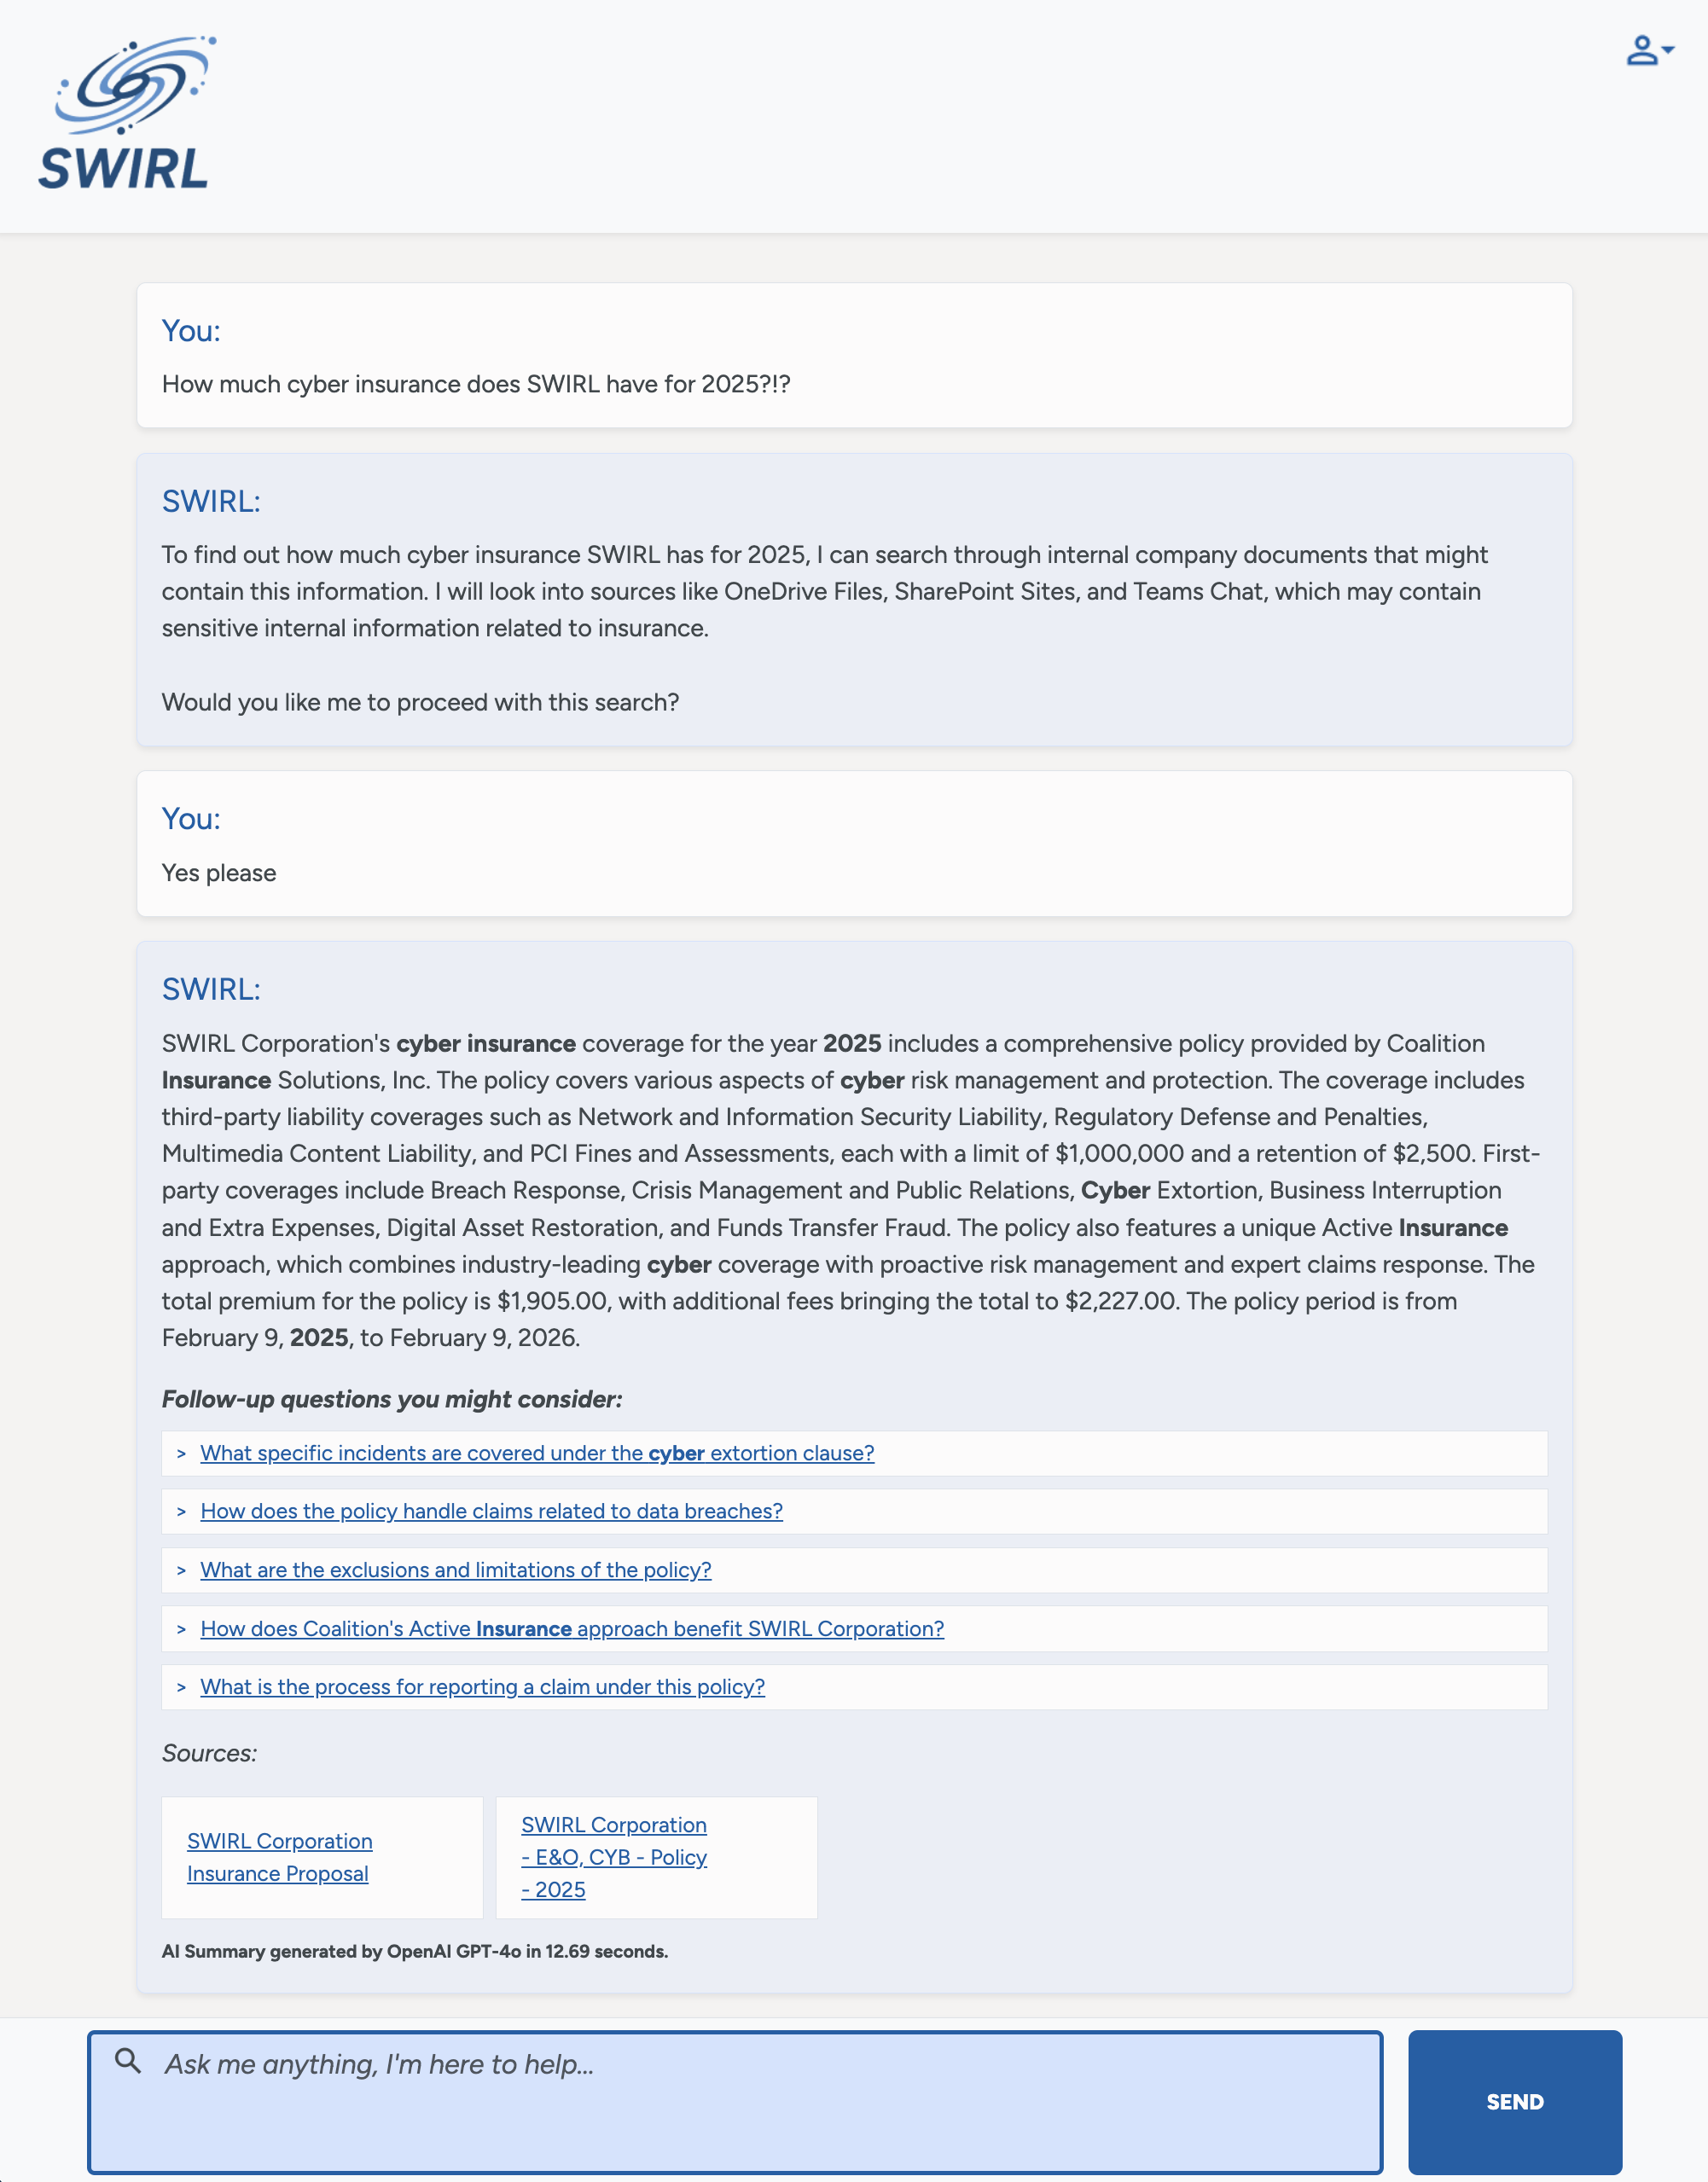 SWIRL
You:
How much cyber insurance does SWIRL have for 2025?!?
SWIRL:
To find out how much cyber insurance SWIRL has for 2025, I can search through internal company documents that might
contain this information. I will look into sources like OneDrive Files, SharePoint Sites, and Teams Chat, which may contain
sensitive internal information related to insurance.
Would you like me to proceed with this search?
You:
Yes please
SWIRL:
SWIRL Corporation's cyber insurance coverage for the year 2025 includes a comprehensive policy provided by Coalition
Insurance Solutions, Inc. The policy covers various aspects of cyber risk management and protection. The coverage includes
third-party liability coverages such as Network and Information Security Liability, Regulatory Defense and Penalties,
Multimedia Content Liability, and PCI Fines and Assessments, each with a limit of $1,000,000 and a retention of $2,500. First-
party coverages include Breach Response, Crisis Management and Public Relations, Cyber Extortion, Business Interruption
and Extra Expenses, Digital Asset Restoration, and Funds Transfer Fraud. The policy also features a unique Active Insurance
approach, which combines industry-leading cyber coverage with proactive risk management and expert claims response. The
total premium for the policy is $1,905.00, with additional fees bringing the total to $2,227.00. The policy period is from
February 9, 2025, to February 9, 2026.
Follow-up questions you might consider:
> What specific incidents are covered under the cyber extortion clause?
> How does the policy handle claims related to data breaches?
> What are the exclusions and limitations of the policy?
> How does Coalition's Active Insurance approach benefit SWIRL Corporation?
> What is the process for reporting a claim under this policy?
Sources:
SWIRL Corporation
Insurance Proposal
SWIRL Corporation
- E&O, CYB - Policy
- 2025
AI Summary generated by OpenAI GPT-4o in 12.69 seconds.
Ask me anything, I'm here to help...
SEND